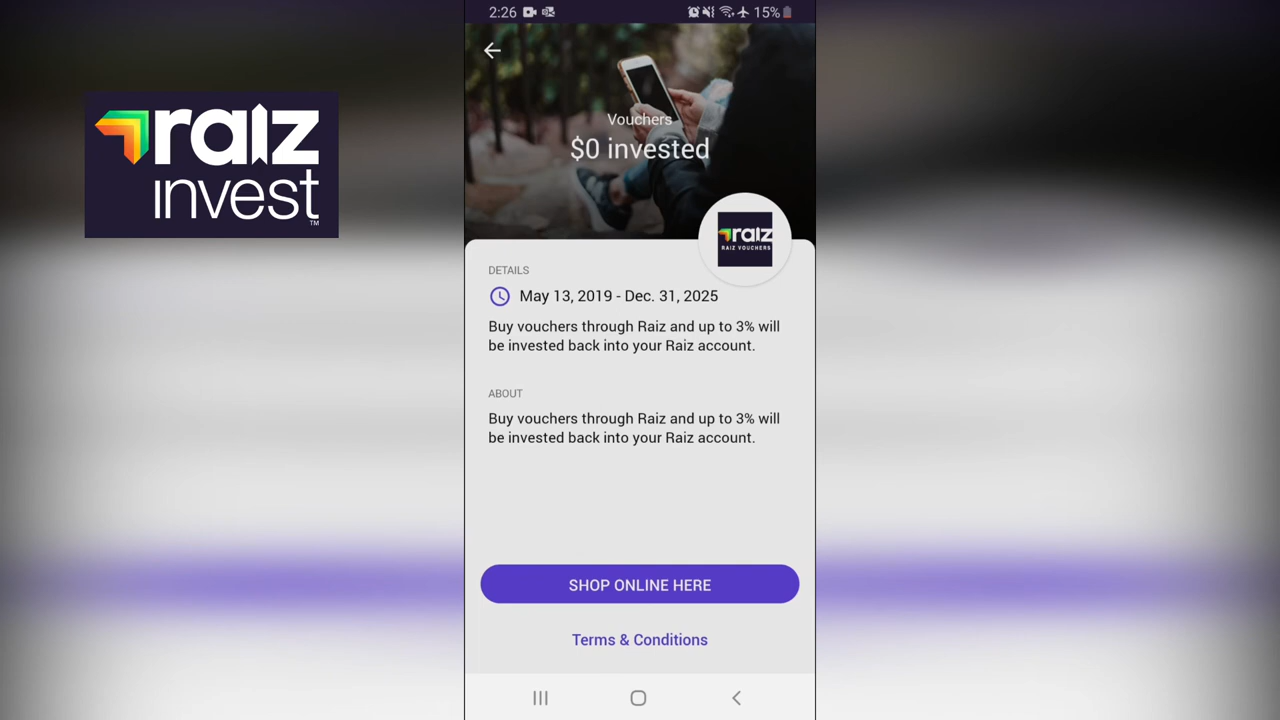 raiz
invest
TM
2:26
15%
Vouchers
$0 invested
raiz
RAIZ VOUCHERS
DETAILS
May 13, 2019 - Dec. 31, 2025
Buy vouchers through Raiz and up to 3% will
be invested back into your Raiz account.
ABOUT
Buy vouchers through Raiz and up to 3% will
be invested back into your Raiz account.
SHOP ONLINE HERE
Terms & Conditions